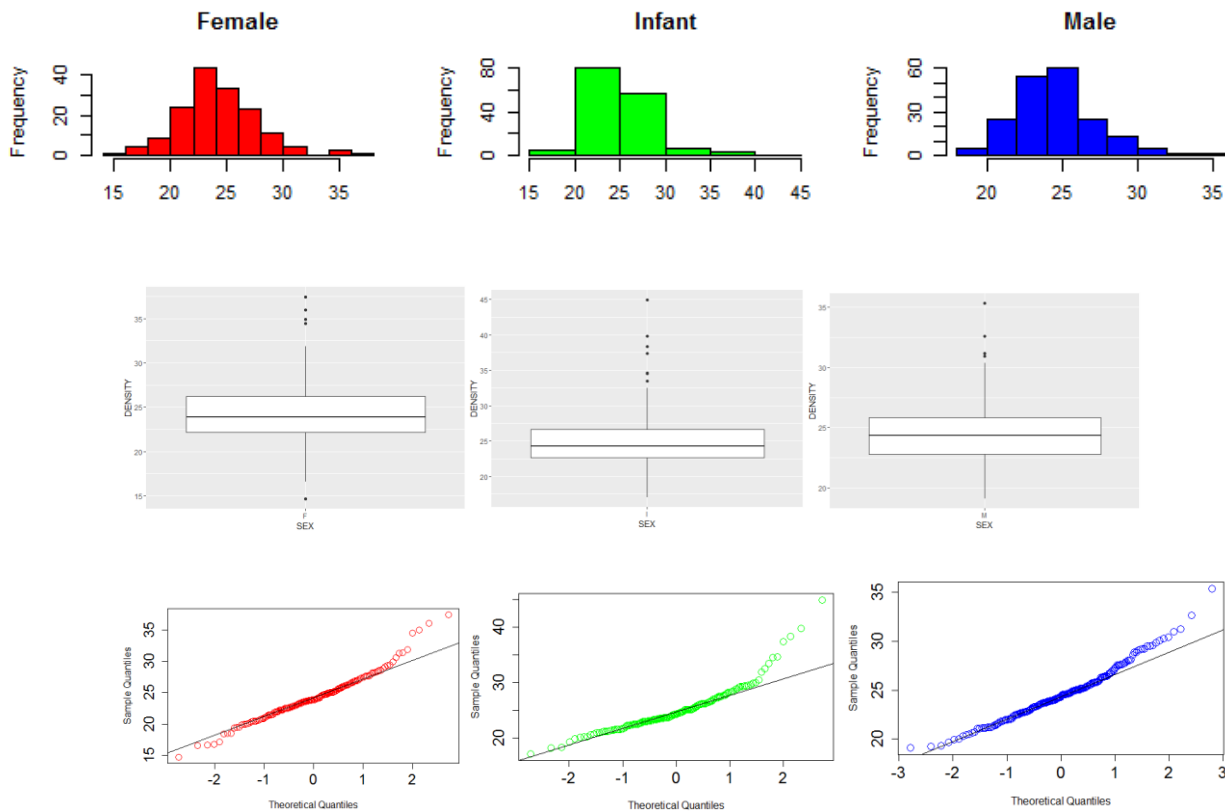 Female Infant Male
Frequency
0 20 40
15 20 25 30 35
Frequency
0 40 80
15 20 25 30 35 40 45
Frequency
0 30 60
20 25 30 35
DENSITY
35
30
25
20
15
F
SEX
DENSITY
45
40
35
30
25
20
I
SEX
DENSITY
35
30
25
20
M
SEX
Sample Quantiles
15 20 25 30 35
-2 -1 0 1 2
Theoretical Quantiles
Sample Quantiles
20 30 40
-2 -1 0 1 2
Theoretical Quantiles
Sample Quantiles
20 25 30 35
-3 -2 -1 0 1 2 3
Theoretical Quantiles